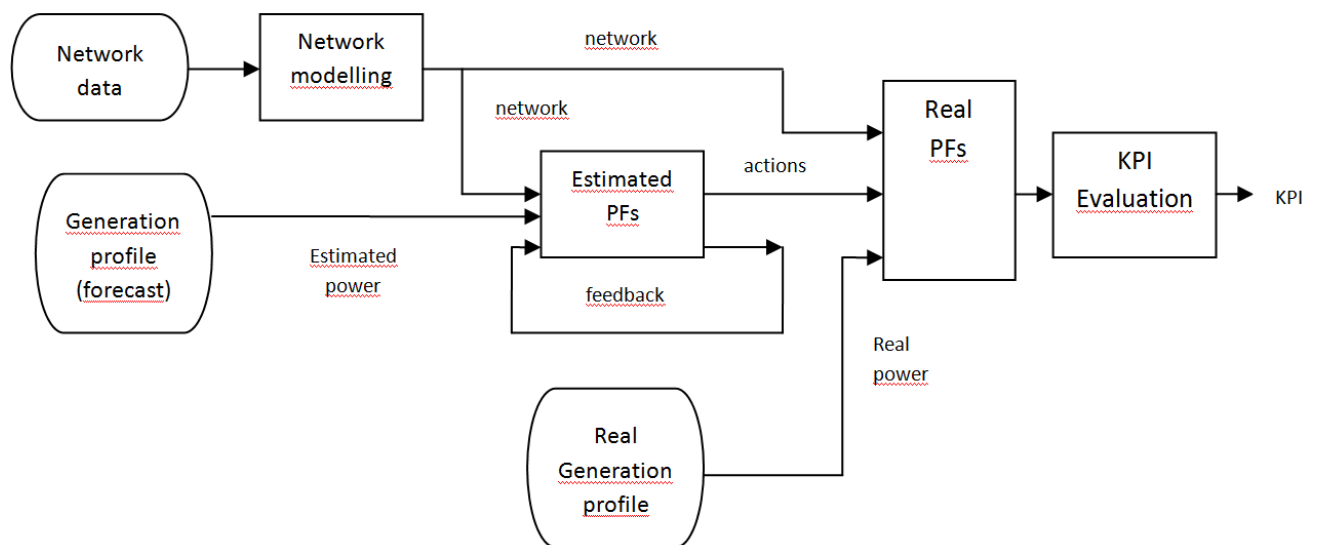 Network
data
Network
modelling
network
network
Generation
profile
(forecast)
Estimated
power
Estimated
PFs
feedback
actions
Real
PFs
KPI
Evaluation
KPI
Real
power
Real
Generation
profile